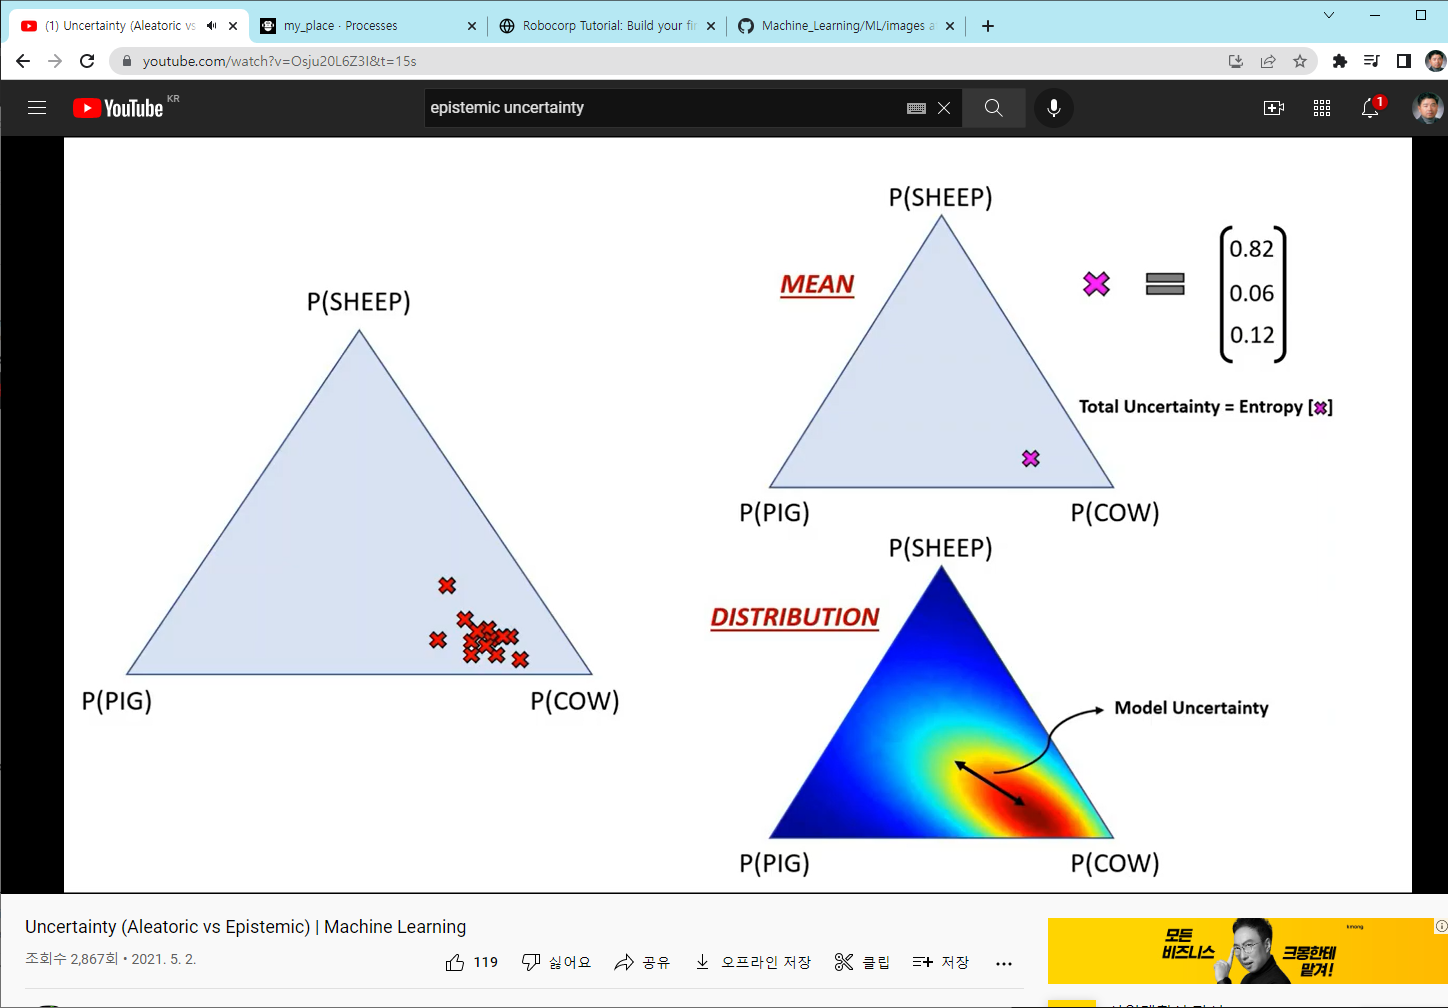 (1) Uncertainty (Aleatoric vs
my_place · Processes
Robocorp Tutorial: Build your fir
Machine_Learning/ML/images a
youtube.com/watch?v=Osju20L6Z3I&t=15s
YouTube KR
epistemic uncertainty
1
P(SHEEP)
P(PIG)
P(COW)
P(SHEEP)
MEAN
0.82
0.06
0.12
Total Uncertainty = Entropy [✖]
P(PIG)
P(COW)
P(SHEEP)
DISTRIBUTION
Model Uncertainty
P(PIG)
P(COW)
Uncertainty (Aleatoric vs Epistemic) | Machine Learning
조회수 2,867회 • 2021. 5. 2.
119
싫어요
공유
오프라인 저장
클립
저장
모든
비즈니스
크몽한테
맡겨!
kmong